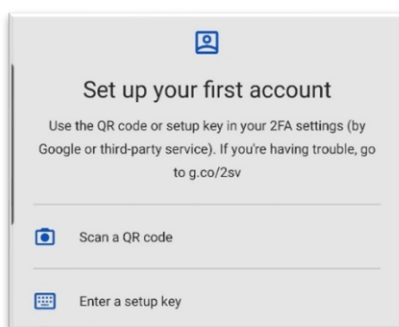 Set up your first account
Use the QR code or setup key in your 2FA settings (by
Google or third-party service). If you're having trouble, go
to g.co/2sv
Scan a QR code
Enter a setup key